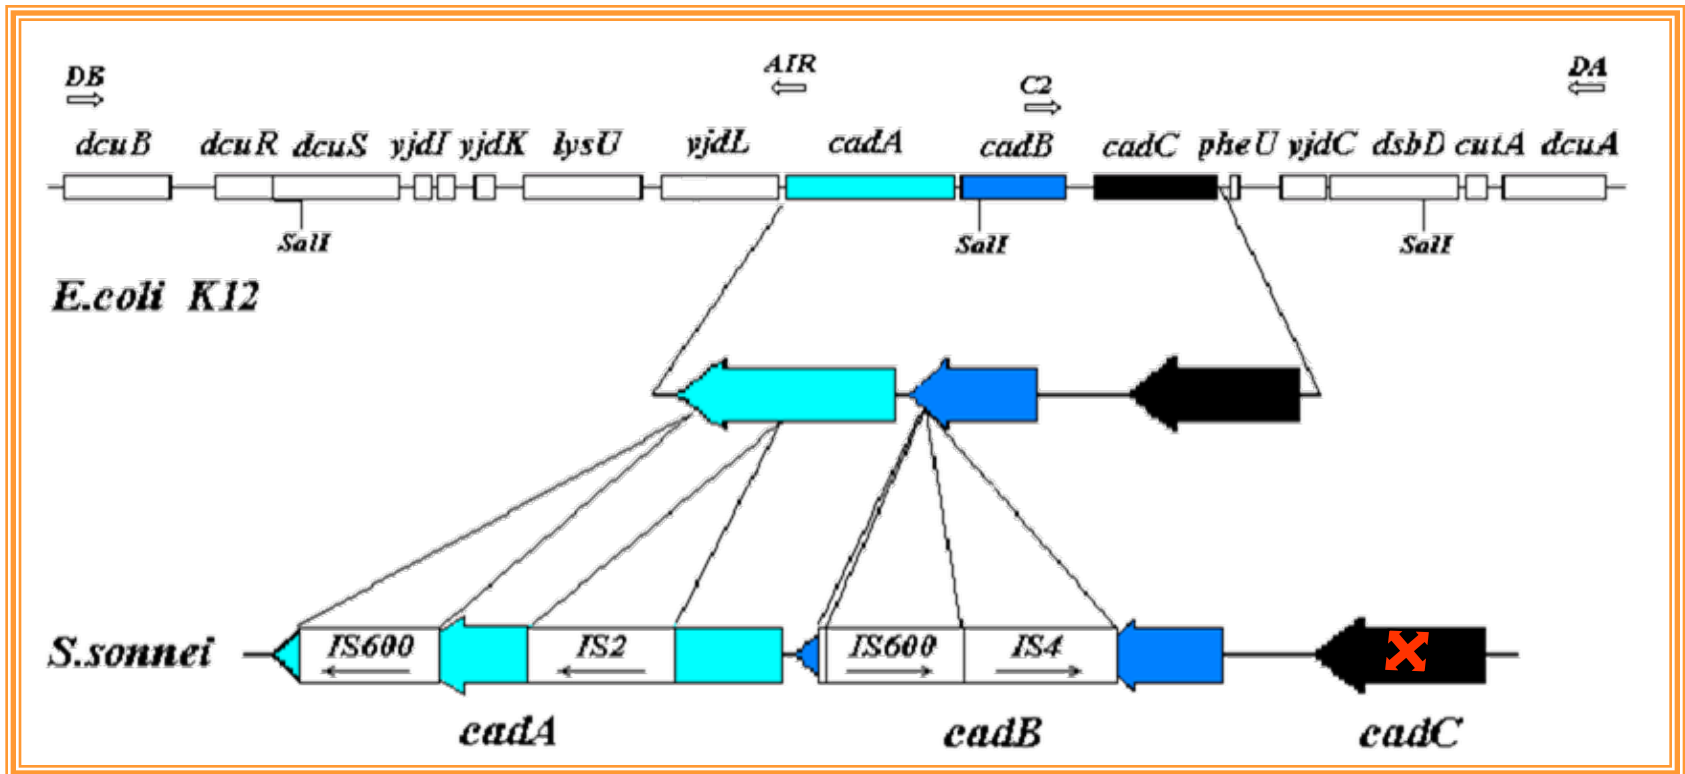 DB AIR C2 DA
dcuB dcuR dcuS yjdI yjdK lysU yjdL cadA cadB cadC pheU yjdC dsbD cutA dcuA
SalI SalI SalI
E.coli K12
S.sonnei IS600 IS2 IS600 IS4
cadA cadB cadC